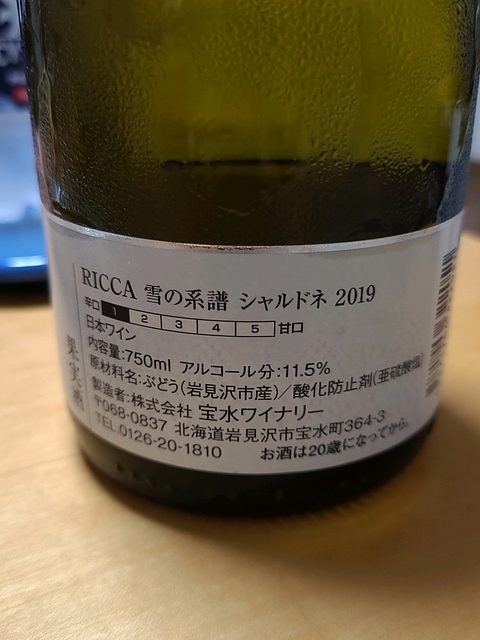 RICCA 雪の系譜 シャルドネ 2019
辛口 1 2 3 4 5 甘口
日本ワイン
内容量:750ml アルコール分:11.5%
原材料名:ぶどう(岩見沢市産)/酸化防止剤(亜硫酸塩)
製造者:株式会社 宝水ワイナリー
〒068-0837 北海道岩見沢市宝水町364-3
TEL.0126-20-1810 お酒は20歳になってから。
果実酒